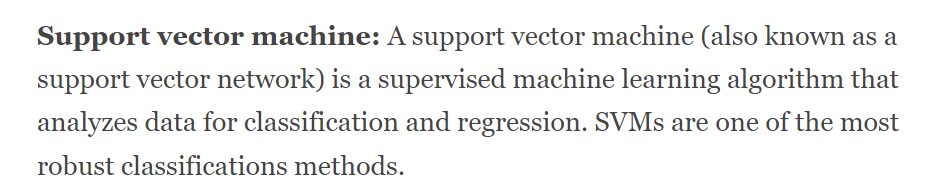 Support vector machine: A support vector machine (also known as a
support vector network) is a supervised machine learning algorithm that
analyzes data for classification and regression. SVMs are one of the most
robust classifications methods.